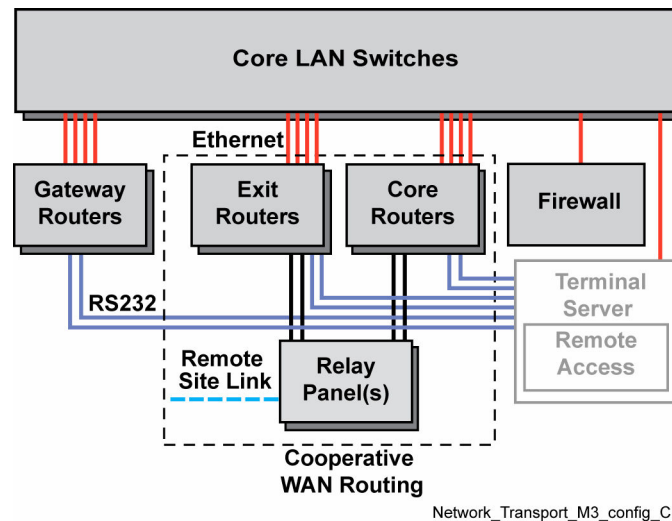 Core LAN Switches
Ethernet
Gateway
Routers
Exit
Routers
Core
Routers
Firewall
RS232
Terminal
Server
Remote
Access
Remote
Site Link
Relay
Panel(s)
Cooperative
WAN Routing
Network_Transport_M3_config_C